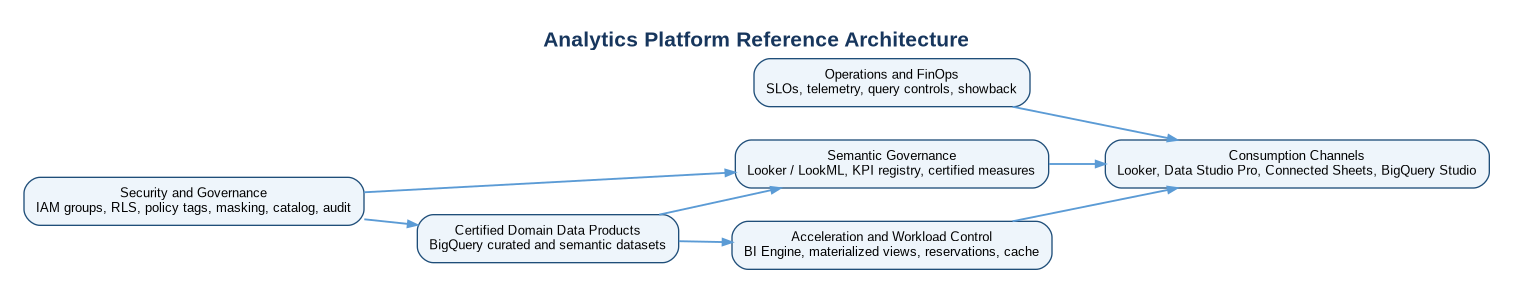 Analytics Platform Reference Architecture
Operations and FinOps
SLOs, telemetry, query controls, showback
Semantic Governance
Looker / LookML, KPI registry, certified measures
Consumption Channels
Looker, Data Studio Pro, Connected Sheets, BigQuery Studio
Security and Governance
IAM groups, RLS, policy tags, masking, catalog, audit
Certified Domain Data Products
BigQuery curated and semantic datasets
Acceleration and Workload Control
BI Engine, materialized views, reservations, cache